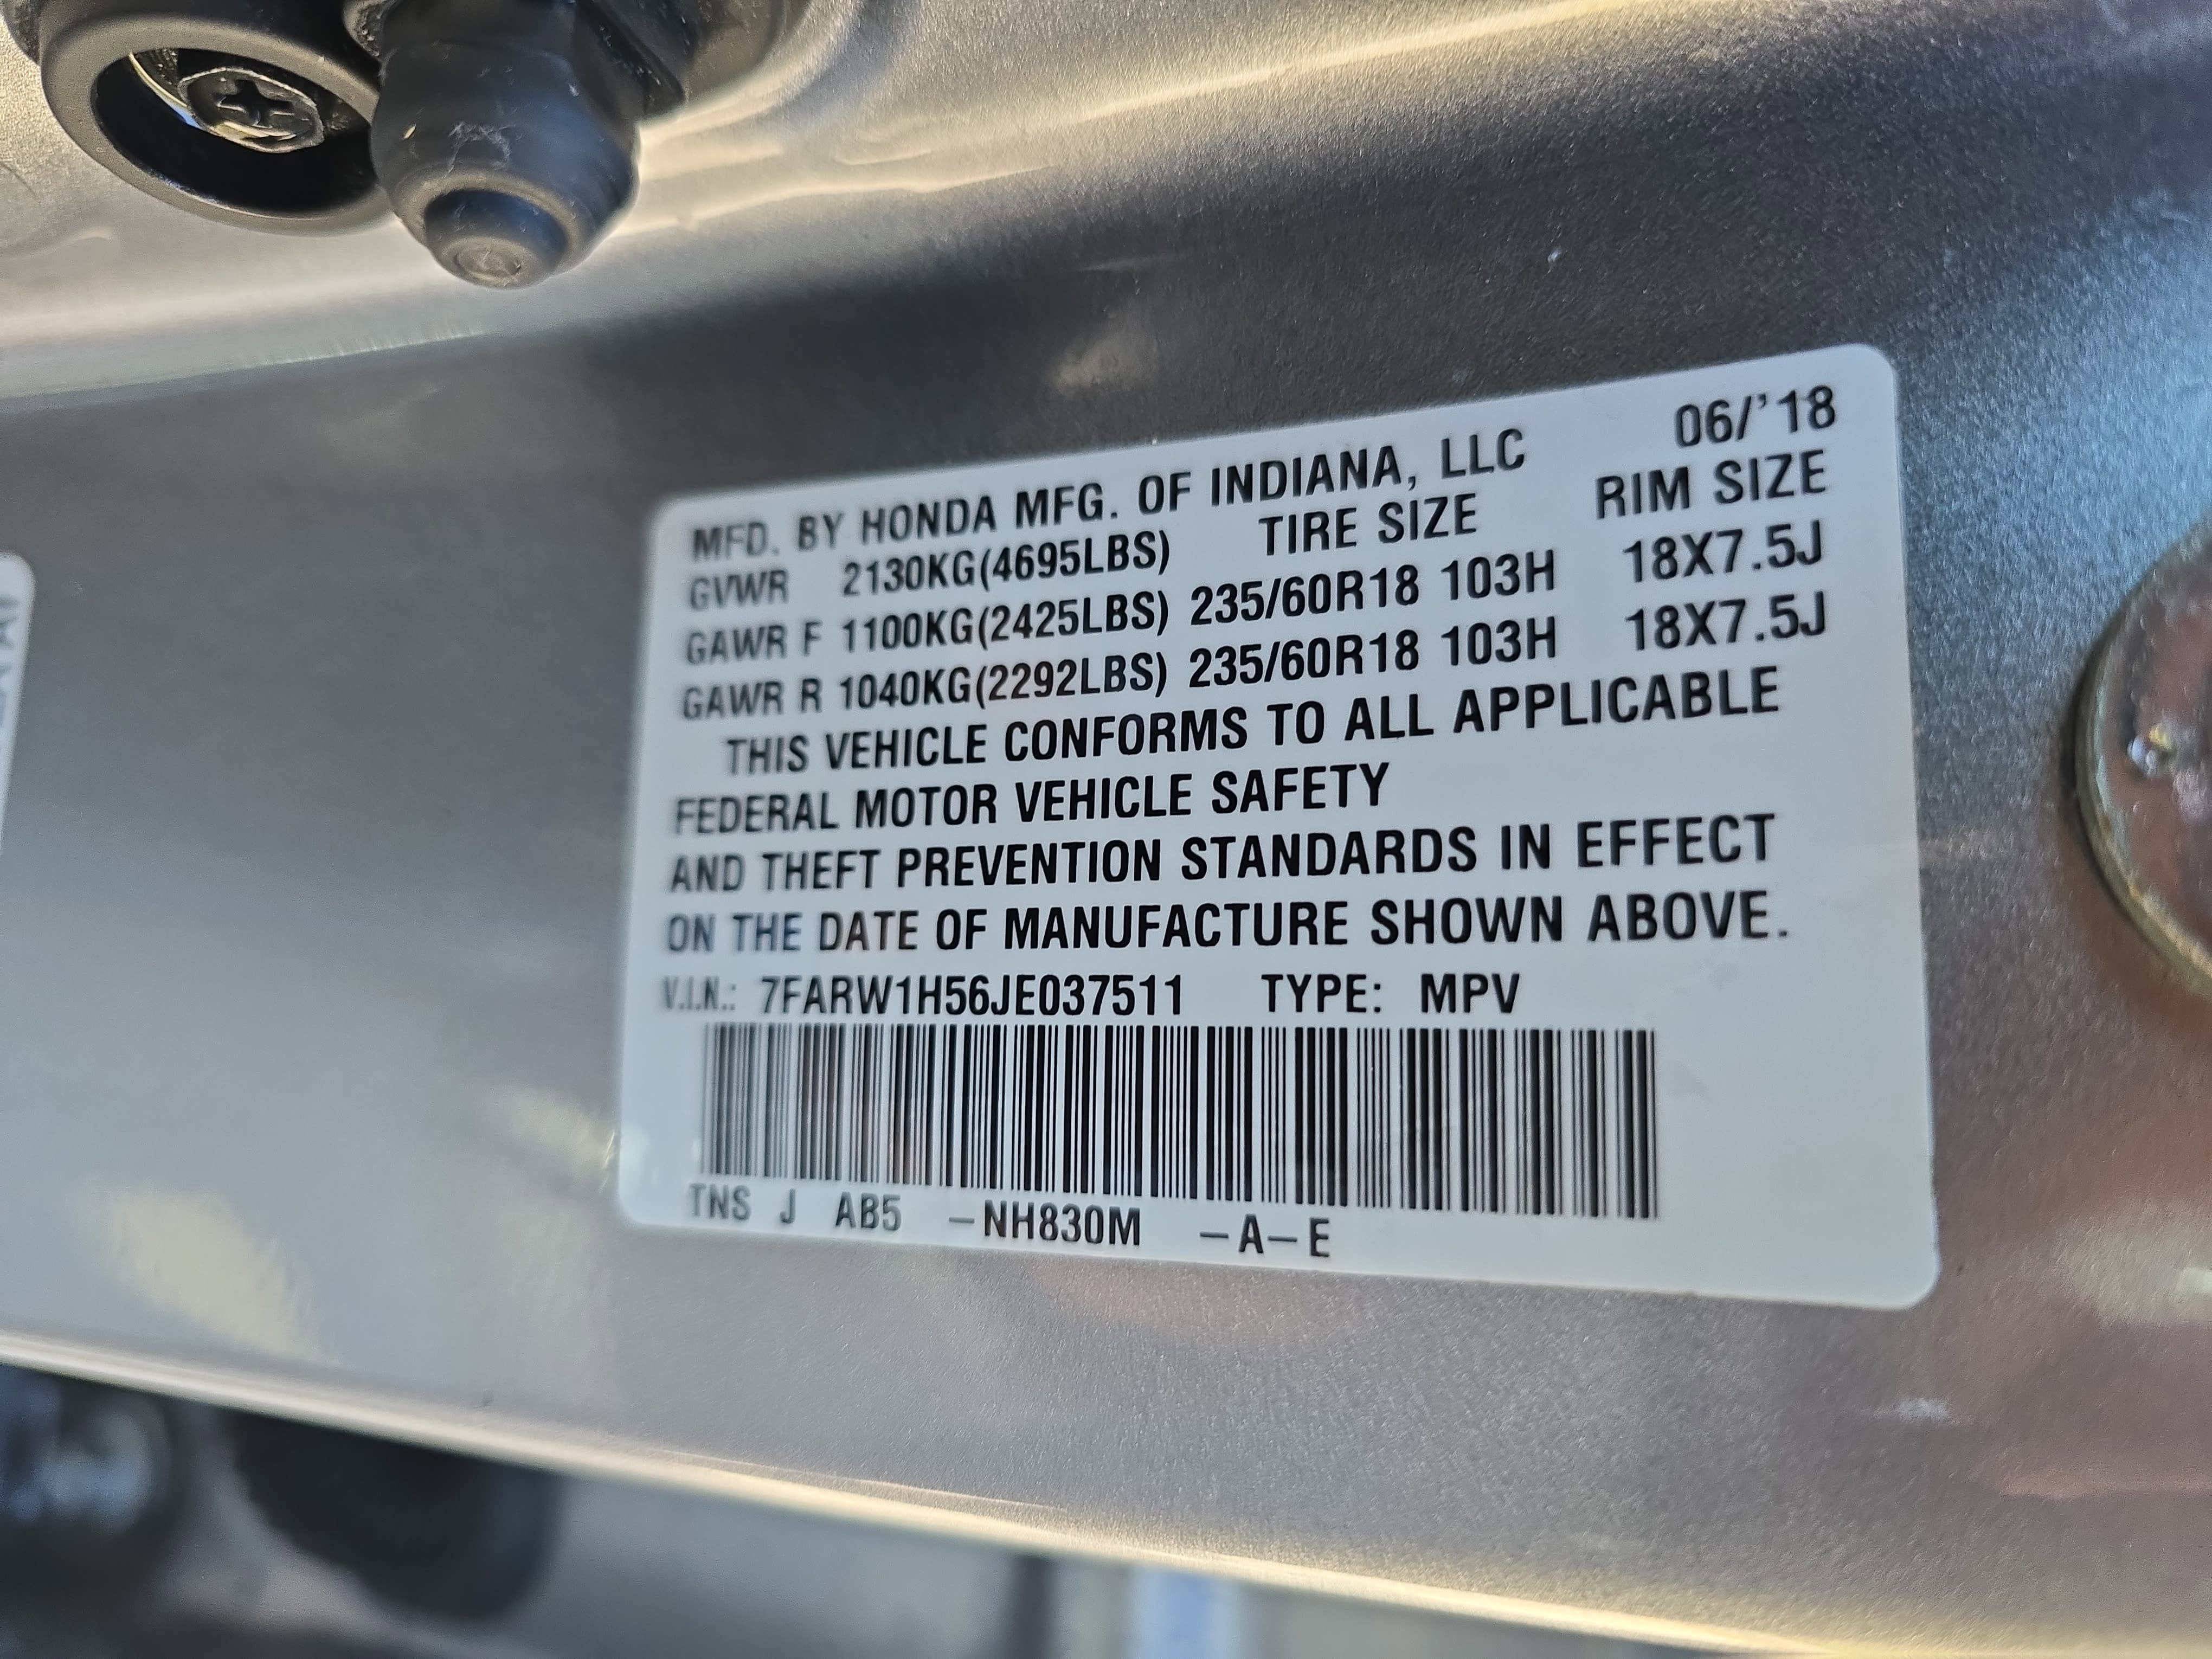 06/'18
MFD. BY HONDA MFG. OF INDIANA, LLC
GVWR 2130KG(4695LBS) TIRE SIZE RIM SIZE
GAWR F 1100KG(2425LBS) 235/60R18 103H 18X7.5J
GAWR R 1040KG(2292LBS) 235/60R18 103H 18X7.5J
THIS VEHICLE CONFORMS TO ALL APPLICABLE
FEDERAL MOTOR VEHICLE SAFETY
AND THEFT PREVENTION STANDARDS IN EFFECT
ON THE DATE OF MANUFACTURE SHOWN ABOVE.
V.I.N.: 7FARW1H56JE037511 TYPE: MPV
TNS J AB5 -NH830M -A-E